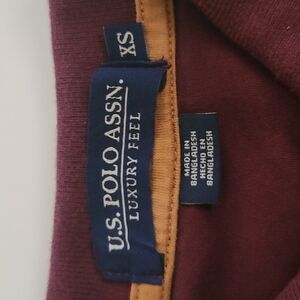 XS
U.S. POLO ASSN.
LUXURY FEEL
MADE IN
BANGLADESH
HECHO EN
BANGLADESH